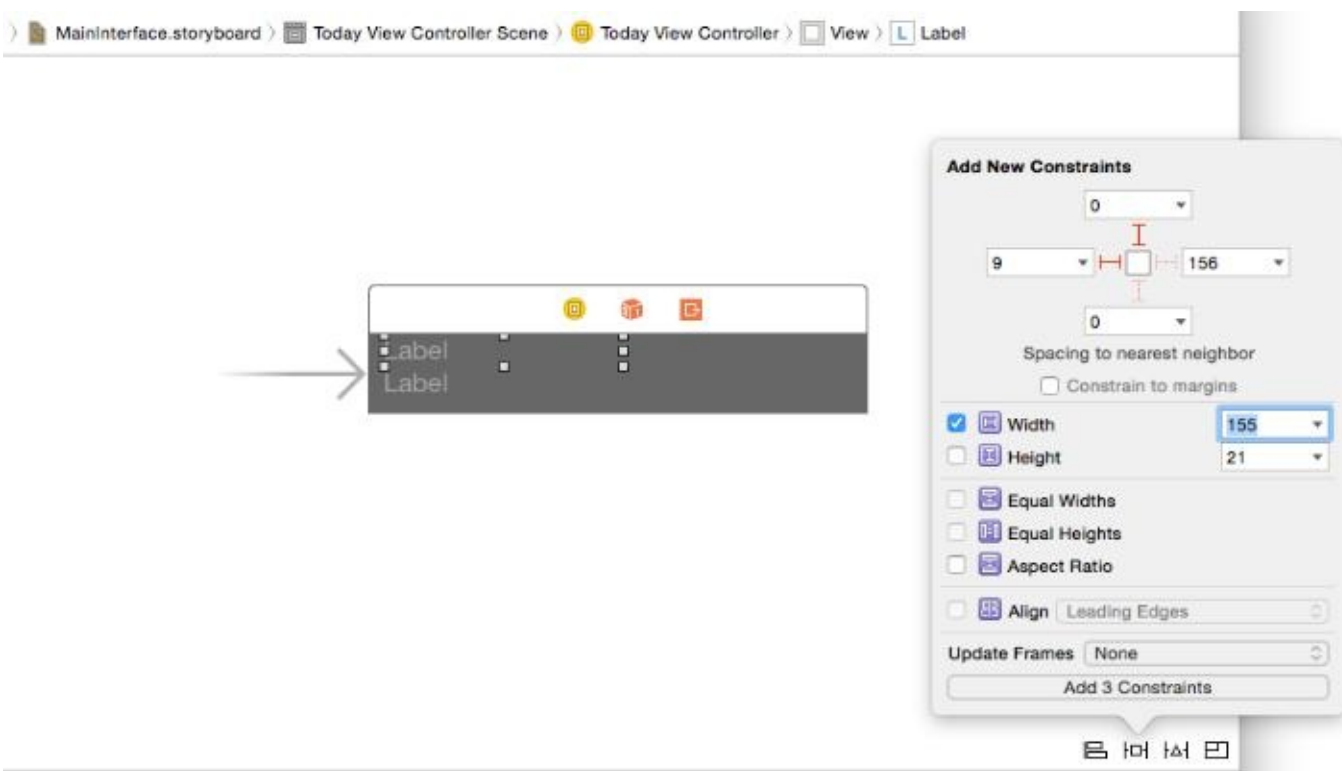 MainInterface.storyboard Today View Controller Scene Today View Controller View L Label
Add New Constraints
0
9 156
0
Spacing to nearest neighbor
Constrain to margins
Label
Label
Width 155
Height 21
Equal Widths
Equal Heights
Aspect Ratio
Align Leading Edges
Update Frames None
Add 3 Constraints